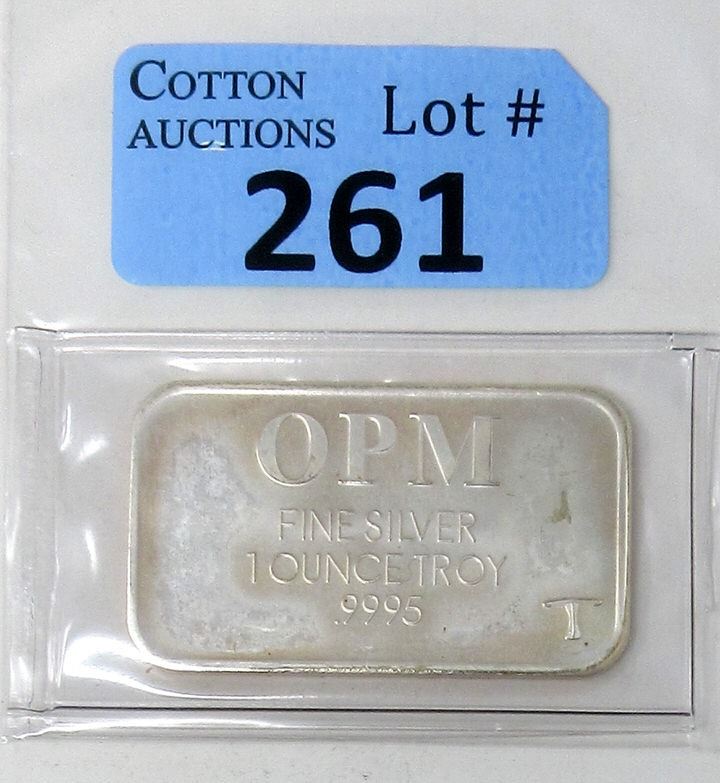 COTTON
AUCTIONS
Lot #
261
OPM
FINE SILVER
1 OUNCE TROY
.9995
T